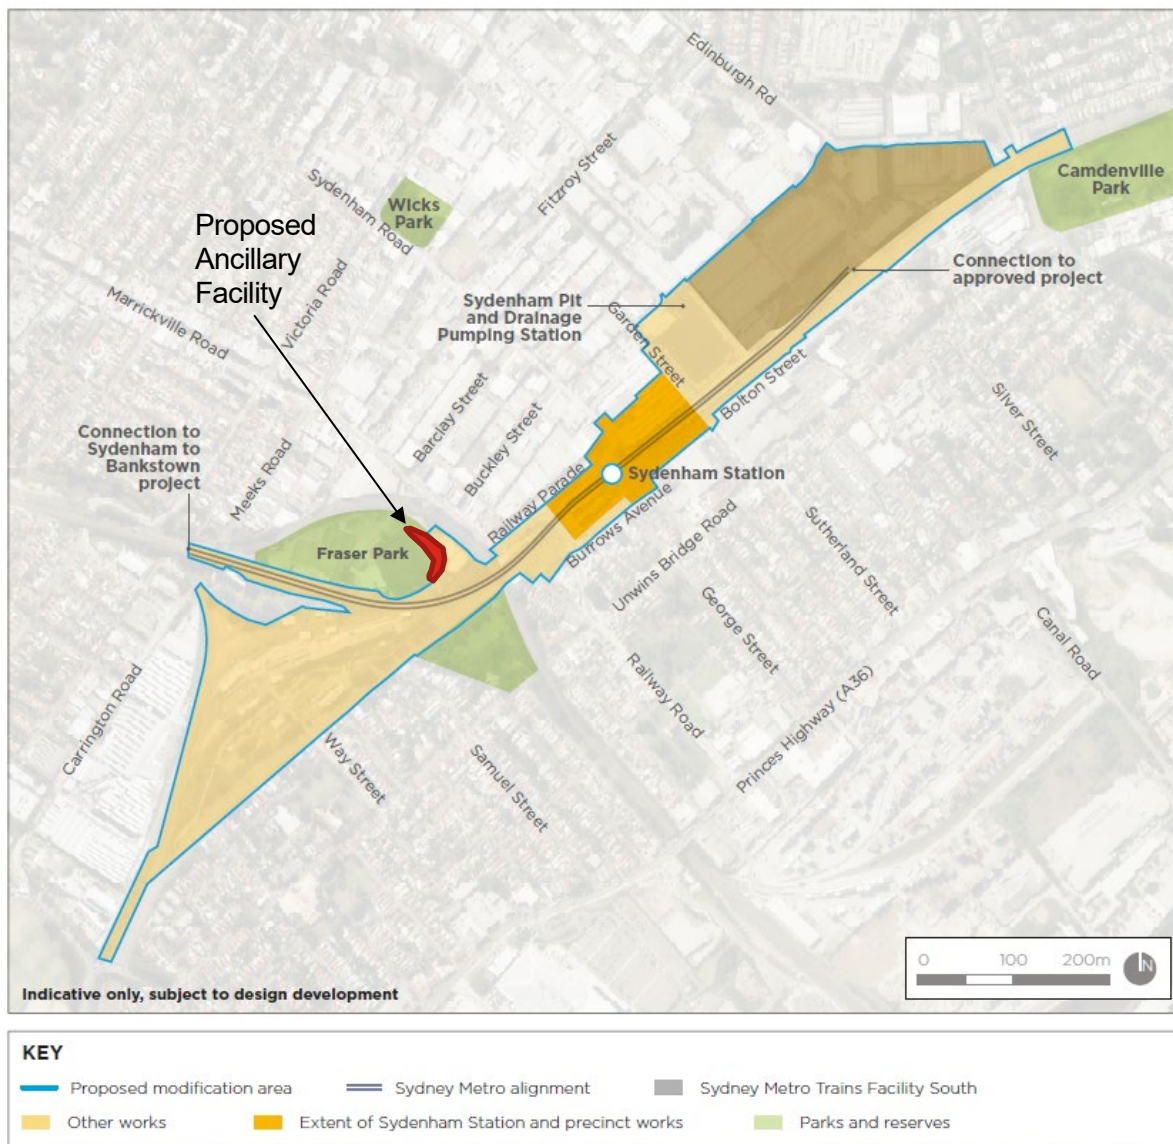 Edinburgh Rd
Fitzroy Street
Camdenville
Park
Sydenham Road
Wicks
Park
Proposed
Ancillary
Facility
Victoria Road
Marrickville Road
Connection to
approved project
Sydenham Pit
and Drainage
Pumping Station
Garden Street
Bolton Street
Silver Street
Barclay Street
Buckley Street
Connection to
Sydenham to
Bankstown
project
Meeks Road
Sydenham Station
Railway Parade
Burrows Avenue
Fraser Park
Unwins Bridge Road
Sutherland Street
George Street
Canal Road
Railway Road
Princes Highway (A36)
Carrington Road
Way Street
Samuel Street
0 100 200m
N
Indicative only, subject to design development
KEY
Proposed modification area
Sydney Metro alignment
Sydney Metro Trains Facility South
Other works
Extent of Sydenham Station and precinct works
Parks and reserves